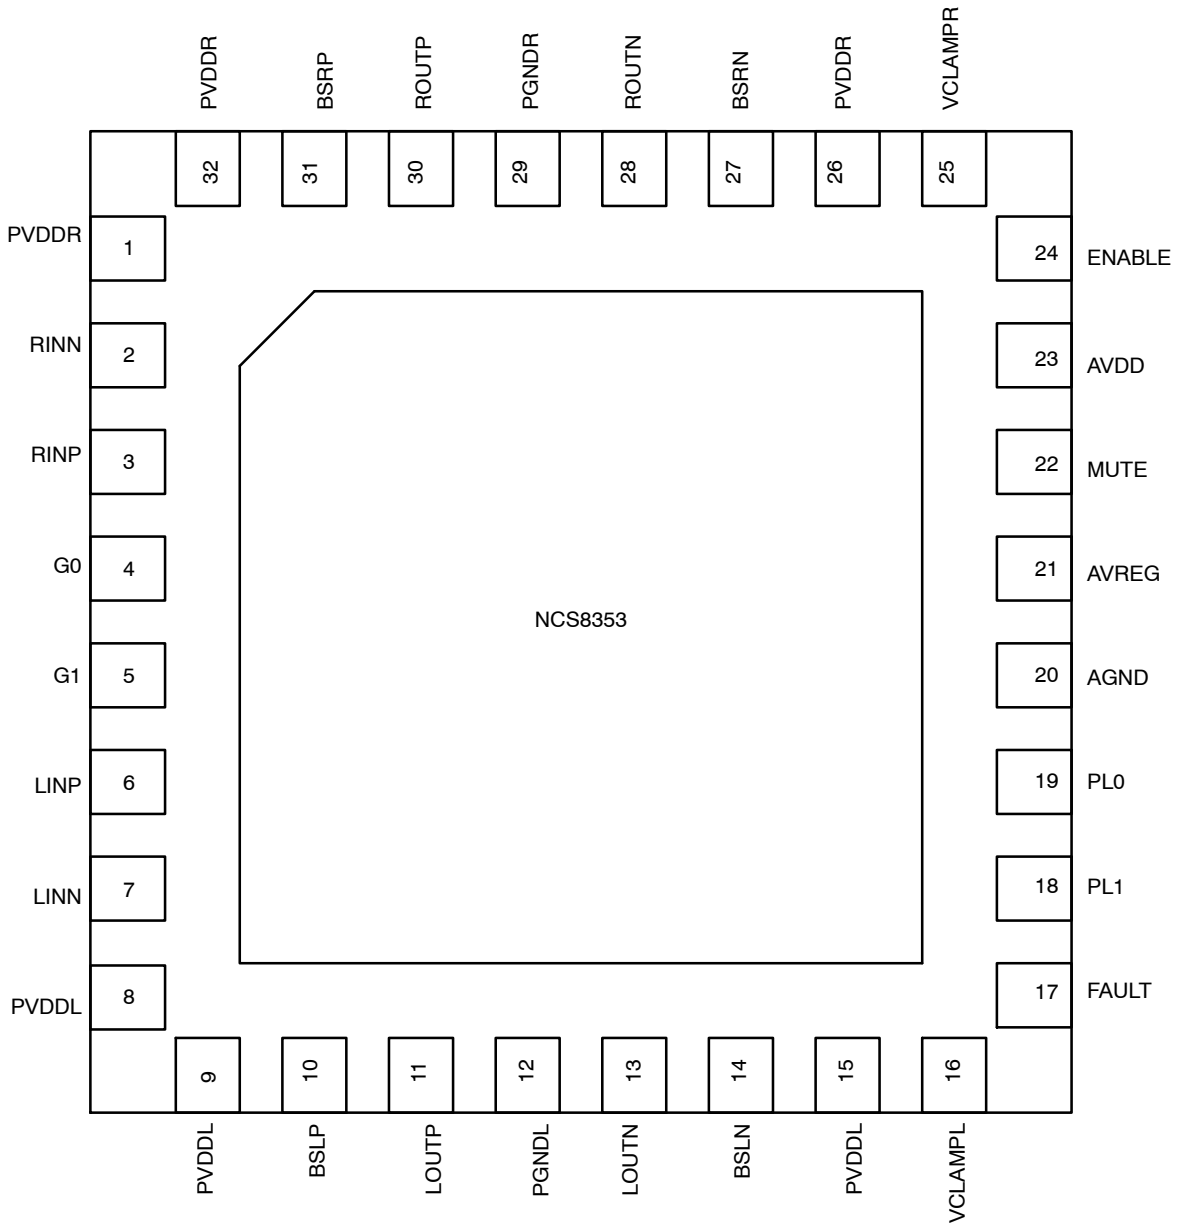 PVDDR
BSRP
ROUTP
PGNDR
ROUTN
BSRN
PVDDR
VCLAMPR
32
31
30
29
28
27
26
25
PVDDR
1
24
ENABLE
RINN
2
23
AVDD
RINP
3
22
MUTE
G0
4
21
AVREG
NCS8353
G1
5
20
AGND
LINP
6
19
PL0
LINN
7
18
PL1
PVDDL
8
17
FAULT
9
10
11
12
13
14
15
16
PVDDL
BSLP
LOUTP
PGNDL
LOUTN
BSLN
PVDDL
VCLAMPL